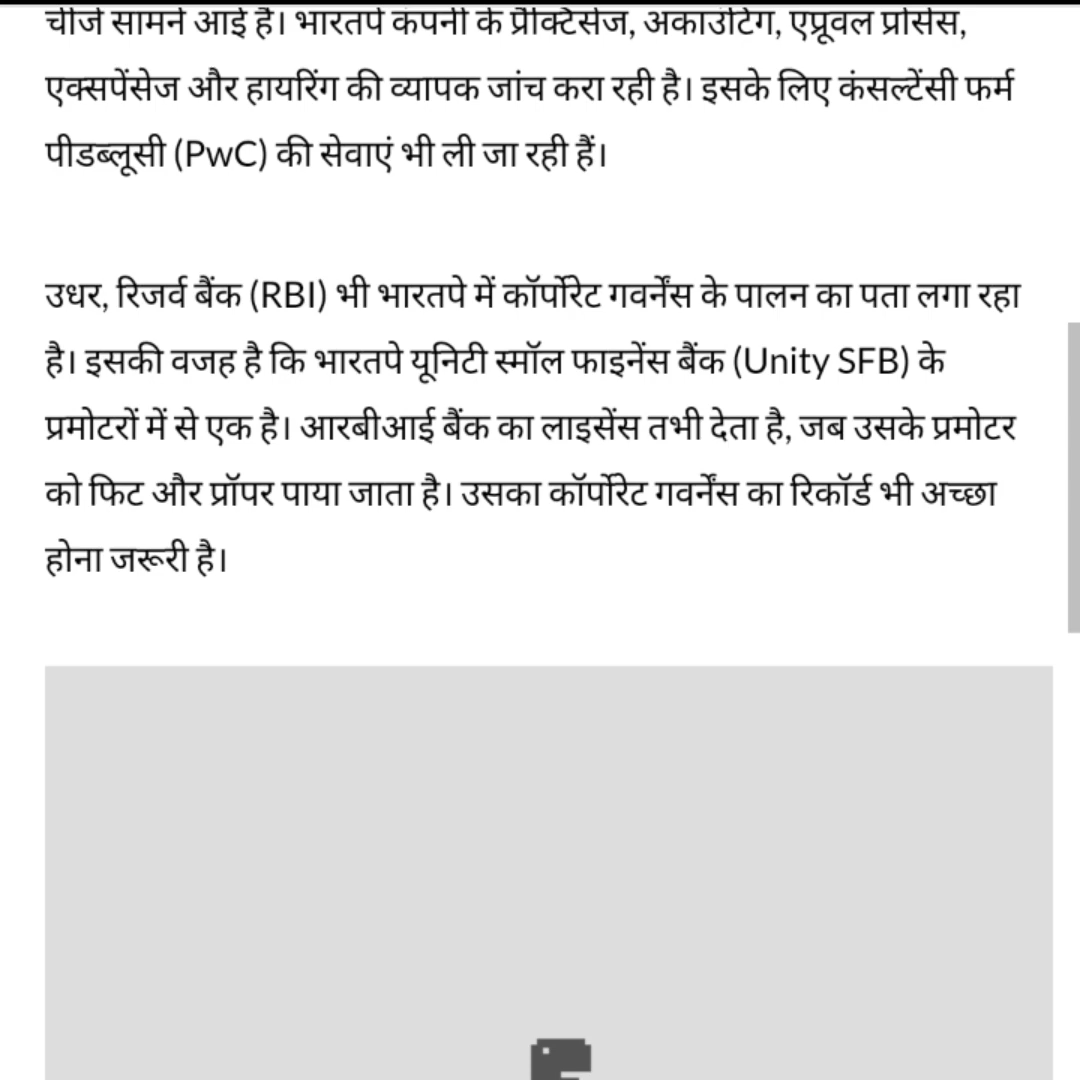 चीजें सामने आई हैं। भारतपे कंपनी के प्रैक्टिसेज, अकाउंटिंग, एप्रूवल प्रोसेस,
एक्सपेंसेज और हायरिंग की व्यापक जांच करा रही है। इसके लिए कंसल्टेंसी फर्म
पीडब्लूसी (PwC) की सेवाएं भी ली जा रही हैं।
उधर, रिजर्व बैंक (RBI) भी भारतपे में कॉर्पोरेट गवर्नेंस के पालन का पता लगा रहा
है। इसकी वजह है कि भारतपे यूनिटी स्मॉल फाइनेंस बैंक (Unity SFB) के
प्रमोटरों में से एक है। आरबीआई बैंक का लाइसेंस तभी देता है, जब उसके प्रमोटर
को फिट और प्रॉपर पाया जाता है। उसका कॉर्पोरेट गवर्नेंस का रिकॉर्ड भी अच्छा
होना जरूरी है।